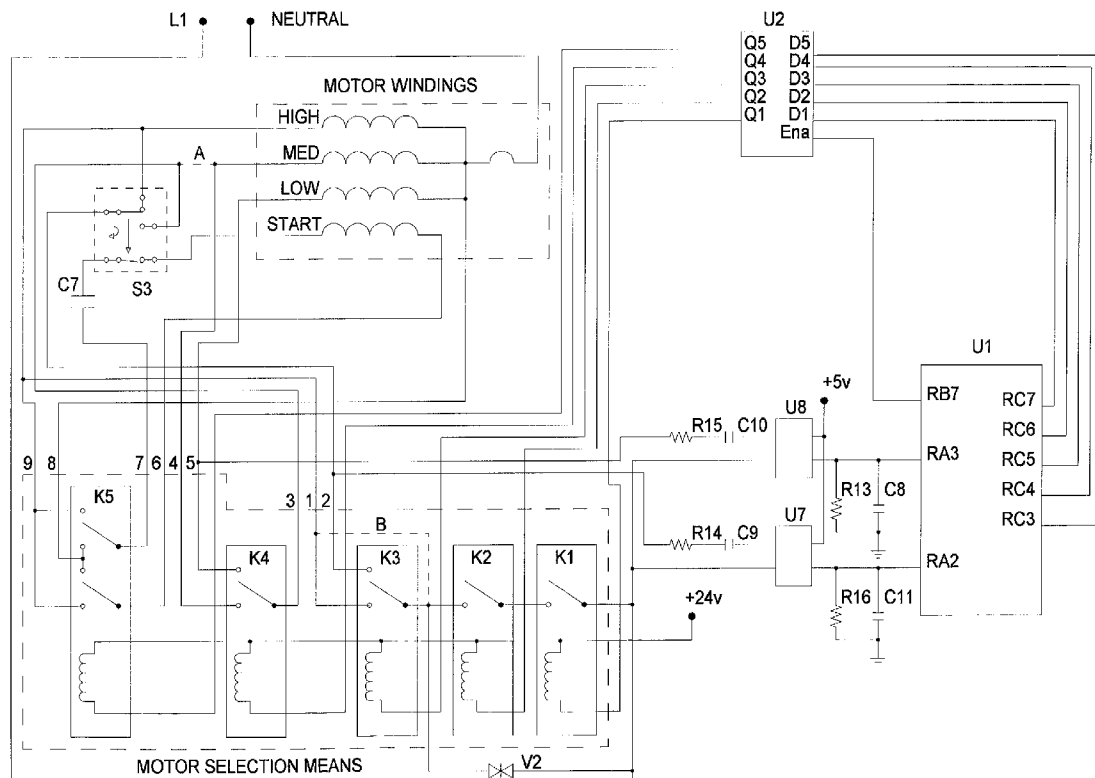 L1
NEUTRAL
U2
Q5 D5
Q4 D4
Q3 D3
Q2 D2
Q1 D1
Ena
MOTOR WINDINGS
HIGH
MED
LOW
START
A
C7
S3
U1
RB7
RA3
RA2
RC7
RC6
RC5
RC4
RC3
+5v
U8
R15
C10
R13
C8
U7
R14
C9
R16
C11
+24v
9 8 7 6 4 5
3 1 2
B
K5
K4
K3
K2
K1
V2
MOTOR SELECTION MEANS